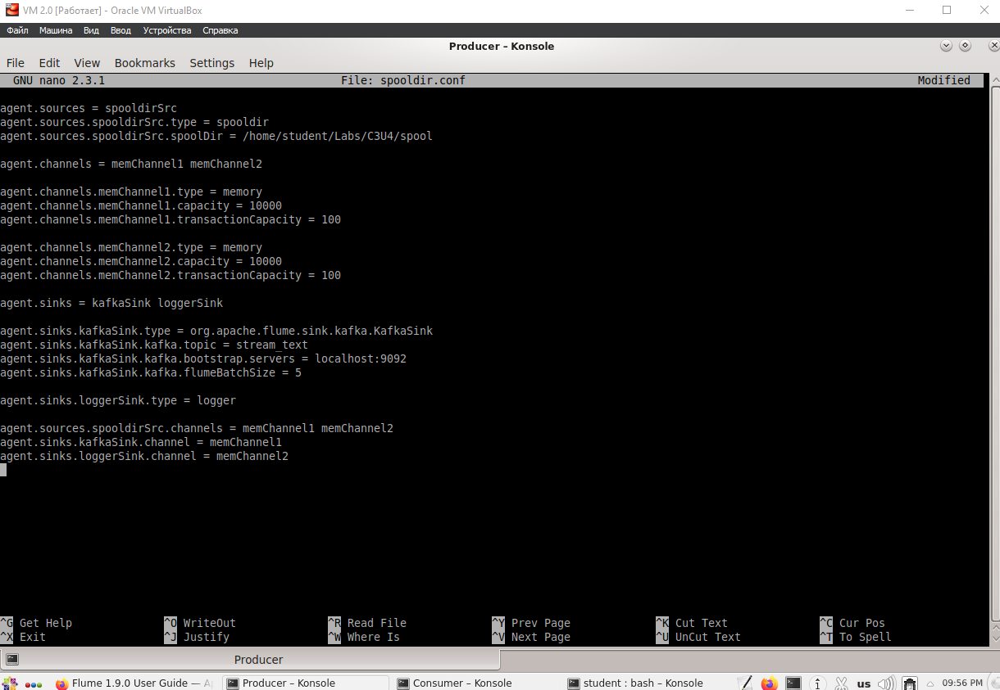 VM 2.0 [Работает] - Oracle VM VirtualBox
Файл Машина Вид Ввод Устройства Справка
Producer – Konsole
File Edit View Bookmarks Settings Help
GNU nano 2.3.1 File: spooldir.conf Modified
agent.sources = spooldirSrc
agent.sources.spooldirSrc.type = spooldir
agent.sources.spooldirSrc.spoolDir = /home/student/Labs/C3U4/spool
agent.channels = memChannel1 memChannel2
agent.channels.memChannel1.type = memory
agent.channels.memChannel1.capacity = 10000
agent.channels.memChannel1.transactionCapacity = 100
agent.channels.memChannel2.type = memory
agent.channels.memChannel2.capacity = 10000
agent.channels.memChannel2.transactionCapacity = 100
agent.sinks = kafkaSink loggerSink
agent.sinks.kafkaSink.type = org.apache.flume.sink.kafka.KafkaSink
agent.sinks.kafkaSink.kafka.topic = stream_text
agent.sinks.kafkaSink.kafka.bootstrap.servers = localhost:9092
agent.sinks.kafkaSink.kafka.flumeBatchSize = 5
agent.sinks.loggerSink.type = logger
agent.sources.spooldirSrc.channels = memChannel1 memChannel2
agent.sinks.kafkaSink.channel = memChannel1
agent.sinks.loggerSink.channel = memChannel2
^G Get Help ^O WriteOut ^R Read File ^Y Prev Page ^K Cut Text ^C Cur Pos
^X Exit ^J Justify ^W Where Is ^V Next Page ^U UnCut Text ^T To Spell
Producer
Flume 1.9.0 User Guide — Producer – Konsole Consumer – Konsole student : bash – Konsole 1 us 09:56 PM